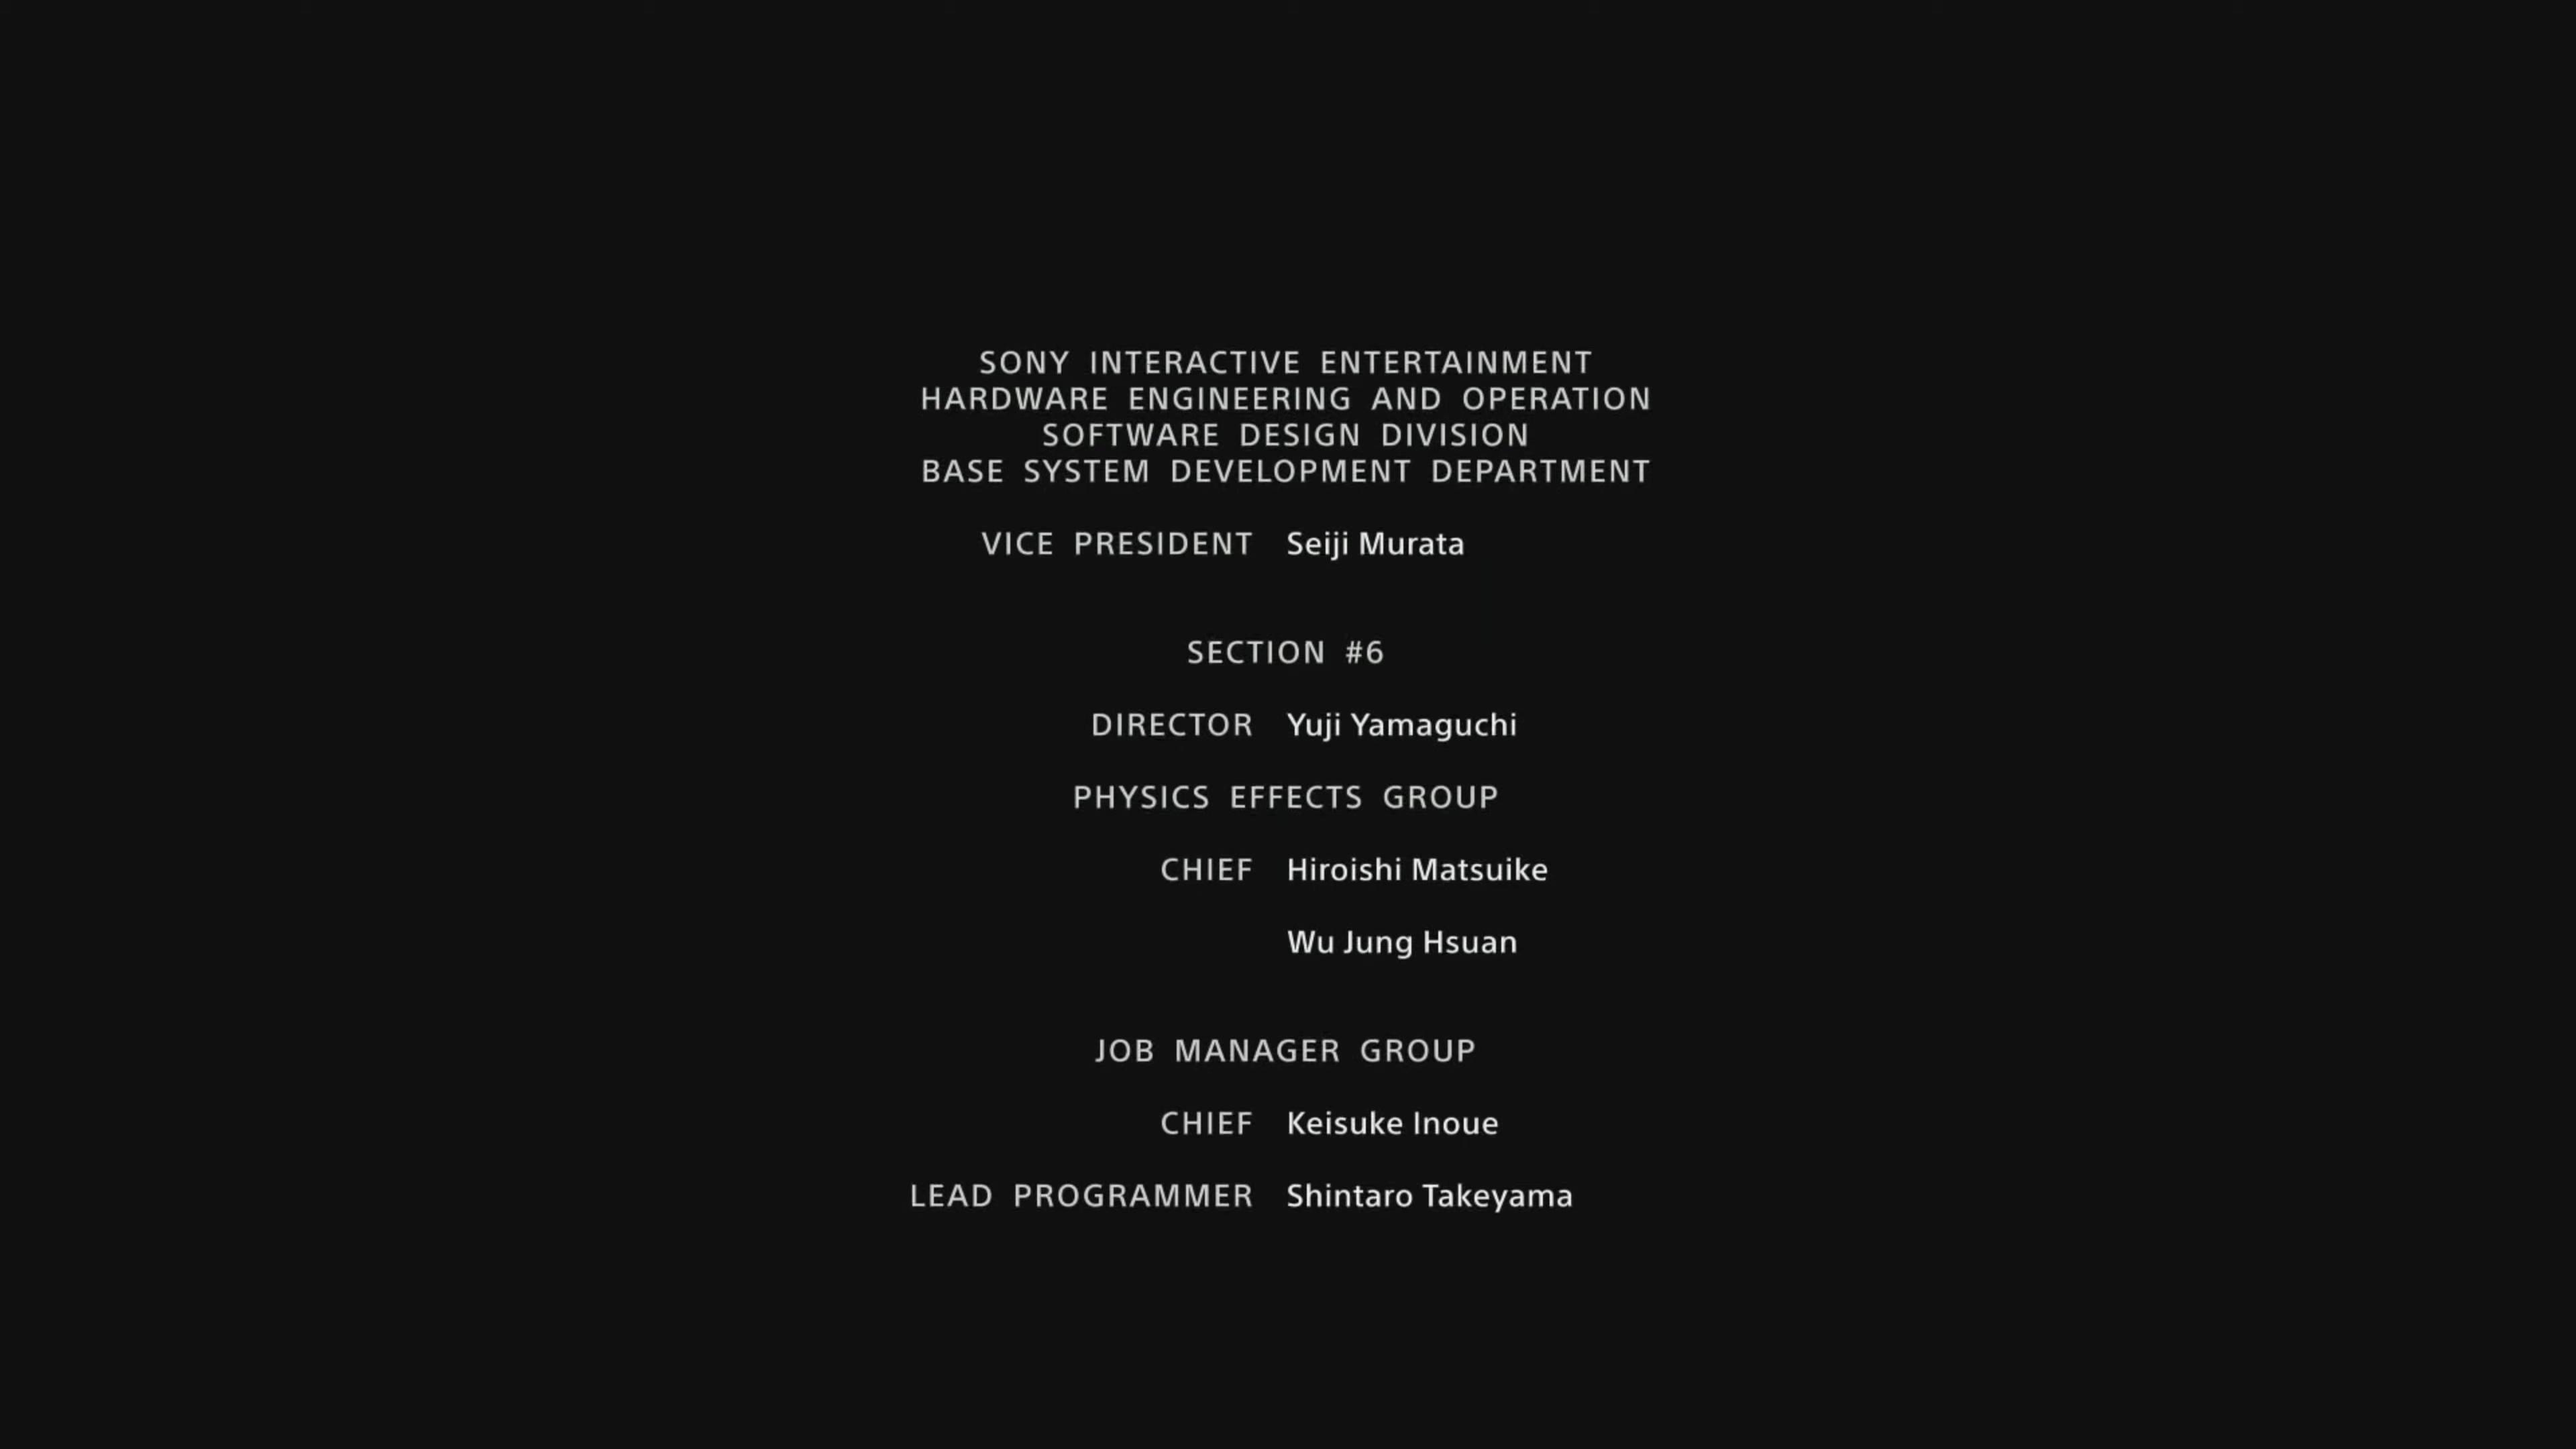 SONY INTERACTIVE ENTERTAINMENT
HARDWARE ENGINEERING AND OPERATION
SOFTWARE DESIGN DIVISION
BASE SYSTEM DEVELOPMENT DEPARTMENT
VICE PRESIDENT Seiji Murata
SECTION #6
DIRECTOR Yuji Yamaguchi
PHYSICS EFFECTS GROUP
CHIEF Hiroishi Matsuike
Wu Jung Hsuan
JOB MANAGER GROUP
CHIEF Keisuke Inoue
LEAD PROGRAMMER Shintaro Takeyama